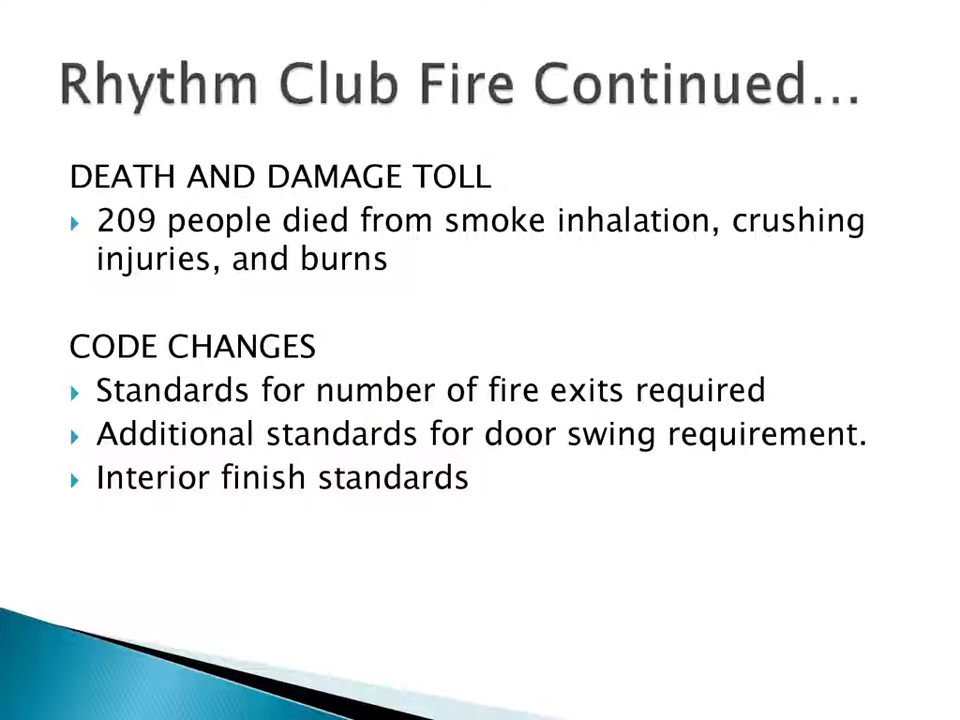 Rhythm Club Fire Continued…
DEATH AND DAMAGE TOLL
209 people died from smoke inhalation, crushing
injuries, and burns
CODE CHANGES
Standards for number of fire exits required
Additional standards for door swing requirement.
Interior finish standards